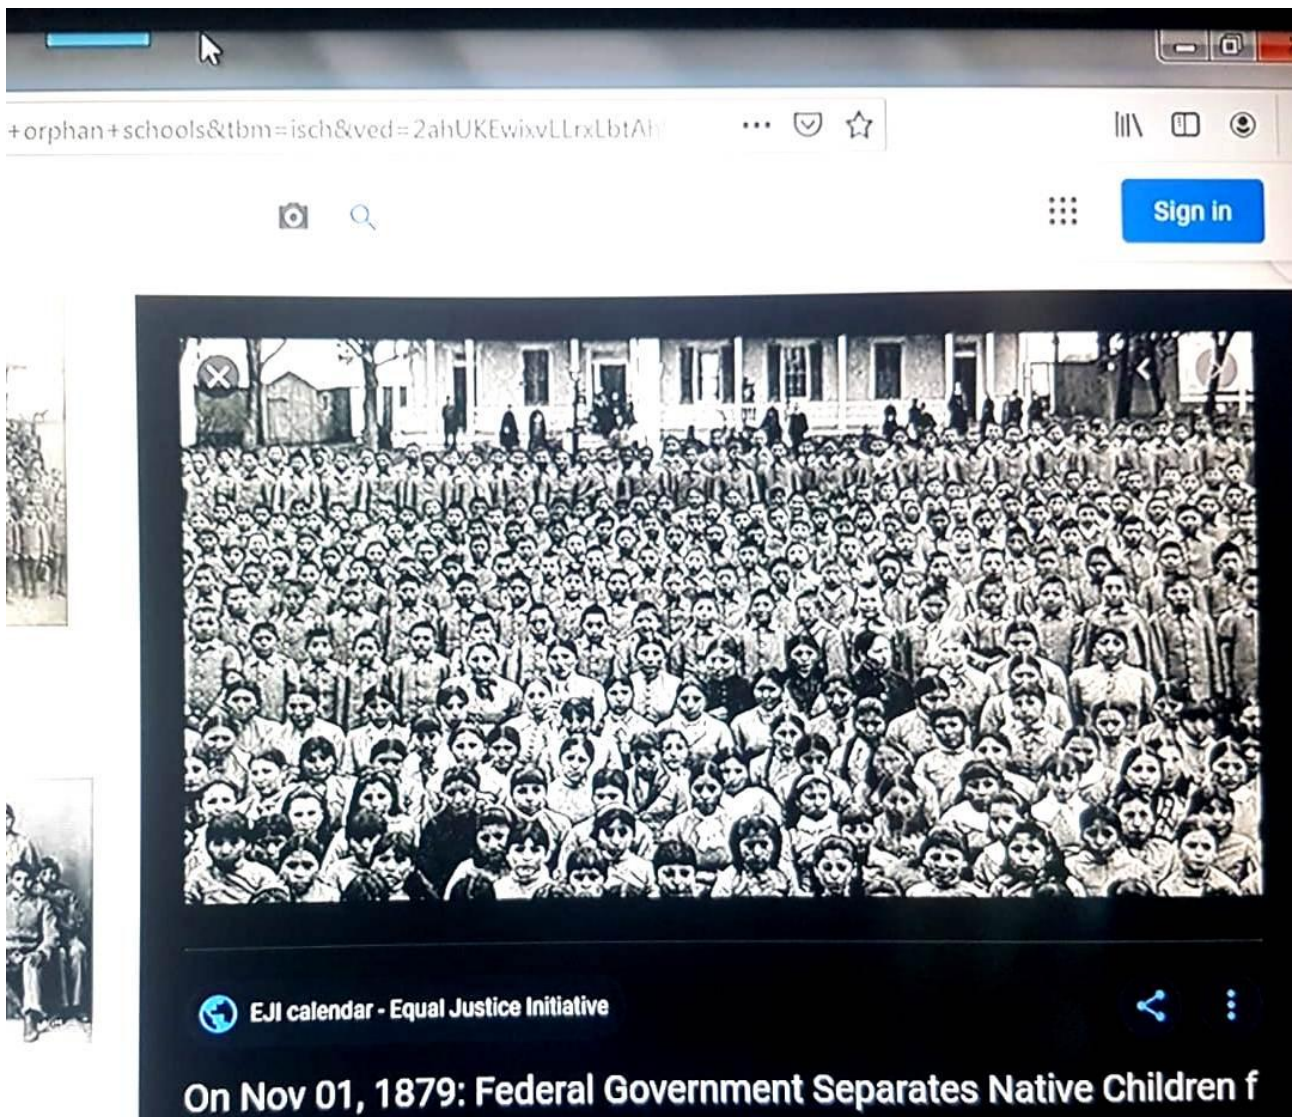 +orphan+schools&tbm=isch&ved=2ahUKEwixvLLrxLbtAh
Sign in
EJI calendar - Equal Justice Initiative
On Nov 01, 1879: Federal Government Separates Native Children f